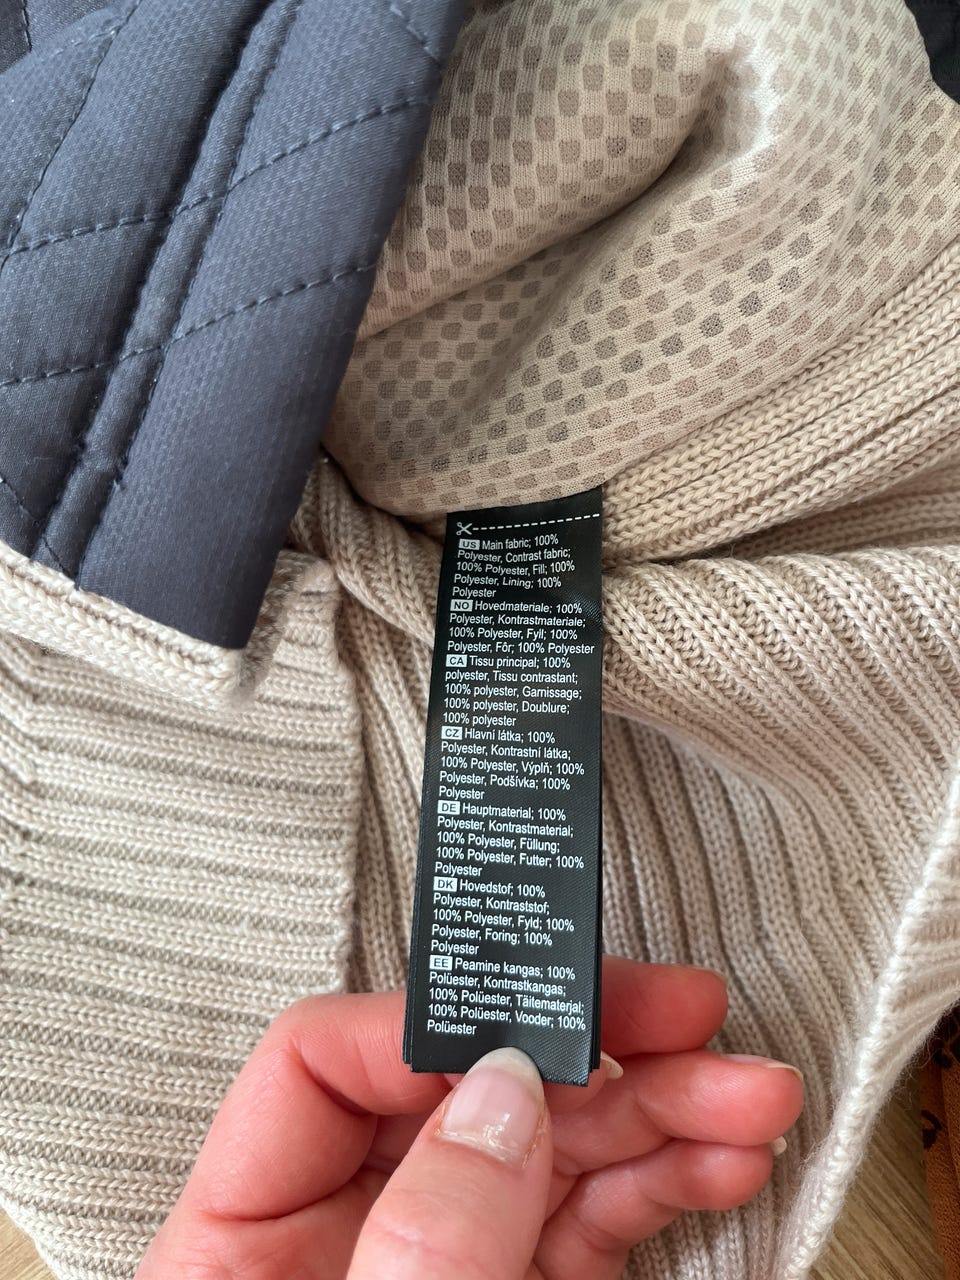 US Main fabric; 100%
Polyester, Contrast fabric;
100% Polyester, Fill; 100%
Polyester, Lining; 100%
Polyester
NO Hovedmateriale; 100%
Polyester, Kontrastmateriale;
100% Polyester, Fyll; 100%
Polyester, Fôr; 100% Polyester
CA Tissu principal; 100%
polyester, Tissu contrastant;
100% polyester, Garnissage;
100% polyester, Doublure;
100% polyester
CZ Hlavní látka; 100%
Polyester, Kontrastní látka;
100% Polyester, Výplň; 100%
Polyester, Podšívka; 100%
Polyester
DE Hauptmaterial; 100%
Polyester, Kontrastmaterial;
100% Polyester, Füllung;
100% Polyester, Futter; 100%
Polyester
DK Hovedstof; 100%
Polyester, Kontraststof;
100% Polyester, Fyld; 100%
Polyester, Foring; 100%
Polyester
EE Peamine kangas; 100%
Polüester, Kontrastkangas;
100% Polüester, Täitematerjal;
100% Polüester, Vooder; 100%
Polüester